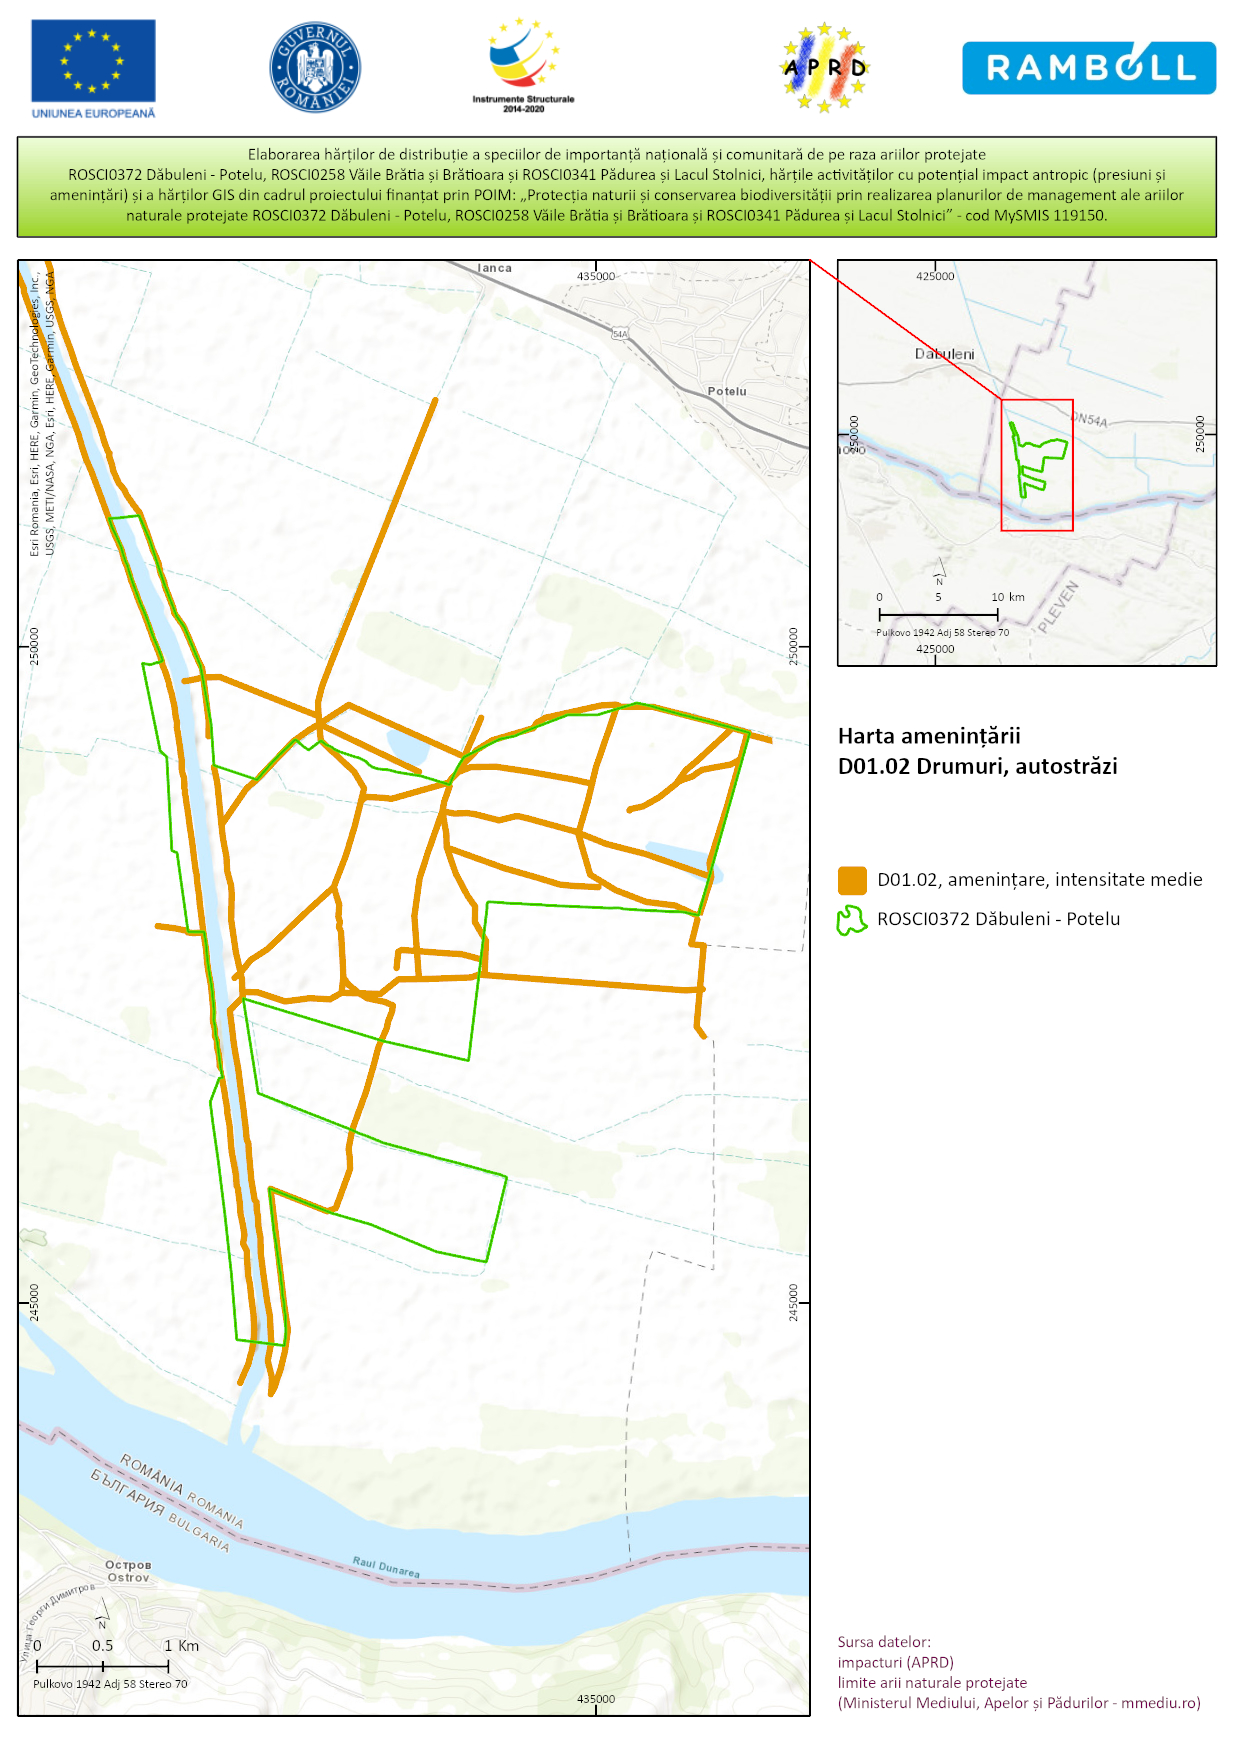 UNIUNEA EUROPEANĂ
GUVERNUL ROMÂNIEI
Instrumente Structurale
2014-2020
APRD
RAMBOLL
Elaborarea hărților de distribuție a speciilor de importanță națională și comunitară de pe raza ariilor protejate
ROSCI0372 Dăbuleni - Potelu, ROSCI0258 Văile Brătia și Brătioara și ROSCI0341 Pădurea și Lacul Stolnici, hărțile activităților cu potențial impact antropic (presiuni și
amenințări) și a hărților GIS din cadrul proiectului finanțat prin POIM: „Protecția naturii si conservarea biodiversității prin realizarea planurilor de management ale ariilor
naturale protejate ROSCI0372 Dăbuleni - Potelu, ROSCI0258 Văile Brătia și Brătioara și ROSCI0341 Pădurea și Lacul Stolnici” - cod MySMIS 119150.
Esri Romania, Esri, HERE, Garmin, GeoTechnologies, Inc.,
USGS, METI/NASA, NGA, Esri, HERE, Garmin, USGS, NGA
Ianca
435000
54A
Potelu
250000
250000
245000
245000
ROMÂNIA ROMANIA
БЪЛГАРИЯ BULGARIA
Raul Dunarea
Остров
Ostrov
Улица Георги Димитров
N
0 0.5 1 Km
Pulkovo 1942 Adj 58 Stereo 70
435000
425000
Dabuleni
DN54A
250000
250000
PLEVEN
N
0 5 10 km
Pulkovo 1942 Adj 58 Stereo 70
425000
Harta amenințării
D01.02 Drumuri, autostrăzi
D01.02, amenințare, intensitate medie
ROSCI0372 Dăbuleni - Potelu
Sursa datelor:
impacturi (APRD)
limite arii naturale protejate
(Ministerul Mediului, Apelor și Pădurilor - mmediu.ro)